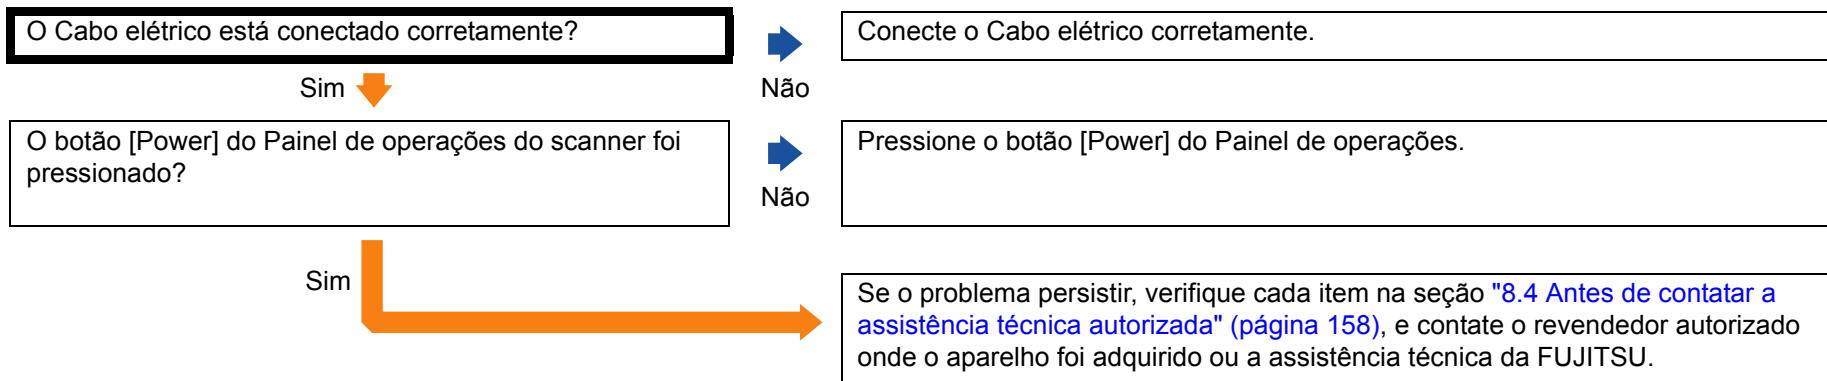 O Cabo elétrico está conectado corretamente?
Conecte o Cabo elétrico corretamente.
Sim
Não
O botão [Power] do Painel de operações do scanner foi
pressionado?
Pressione o botão [Power] do Painel de operações.
Não
Sim
Se o problema persistir, verifique cada item na seção "8.4 Antes de contatar a
assistência técnica autorizada" (página 158), e contate o revendedor autorizado
onde o aparelho foi adquirido ou a assistência técnica da FUJITSU.